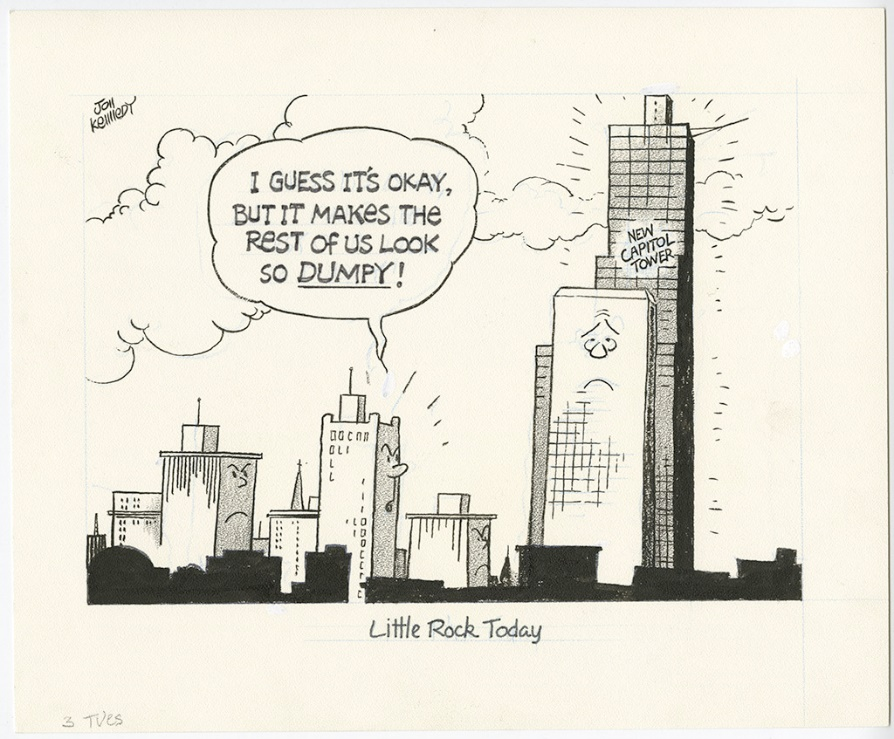 Jon
Kennedy
I GUESS IT'S OKAY,
BUT IT MAKES THE
REST OF US LOOK
SO DUMPY!
NEW
CAPITOL
TOWER
Little Rock Today
3 TUES